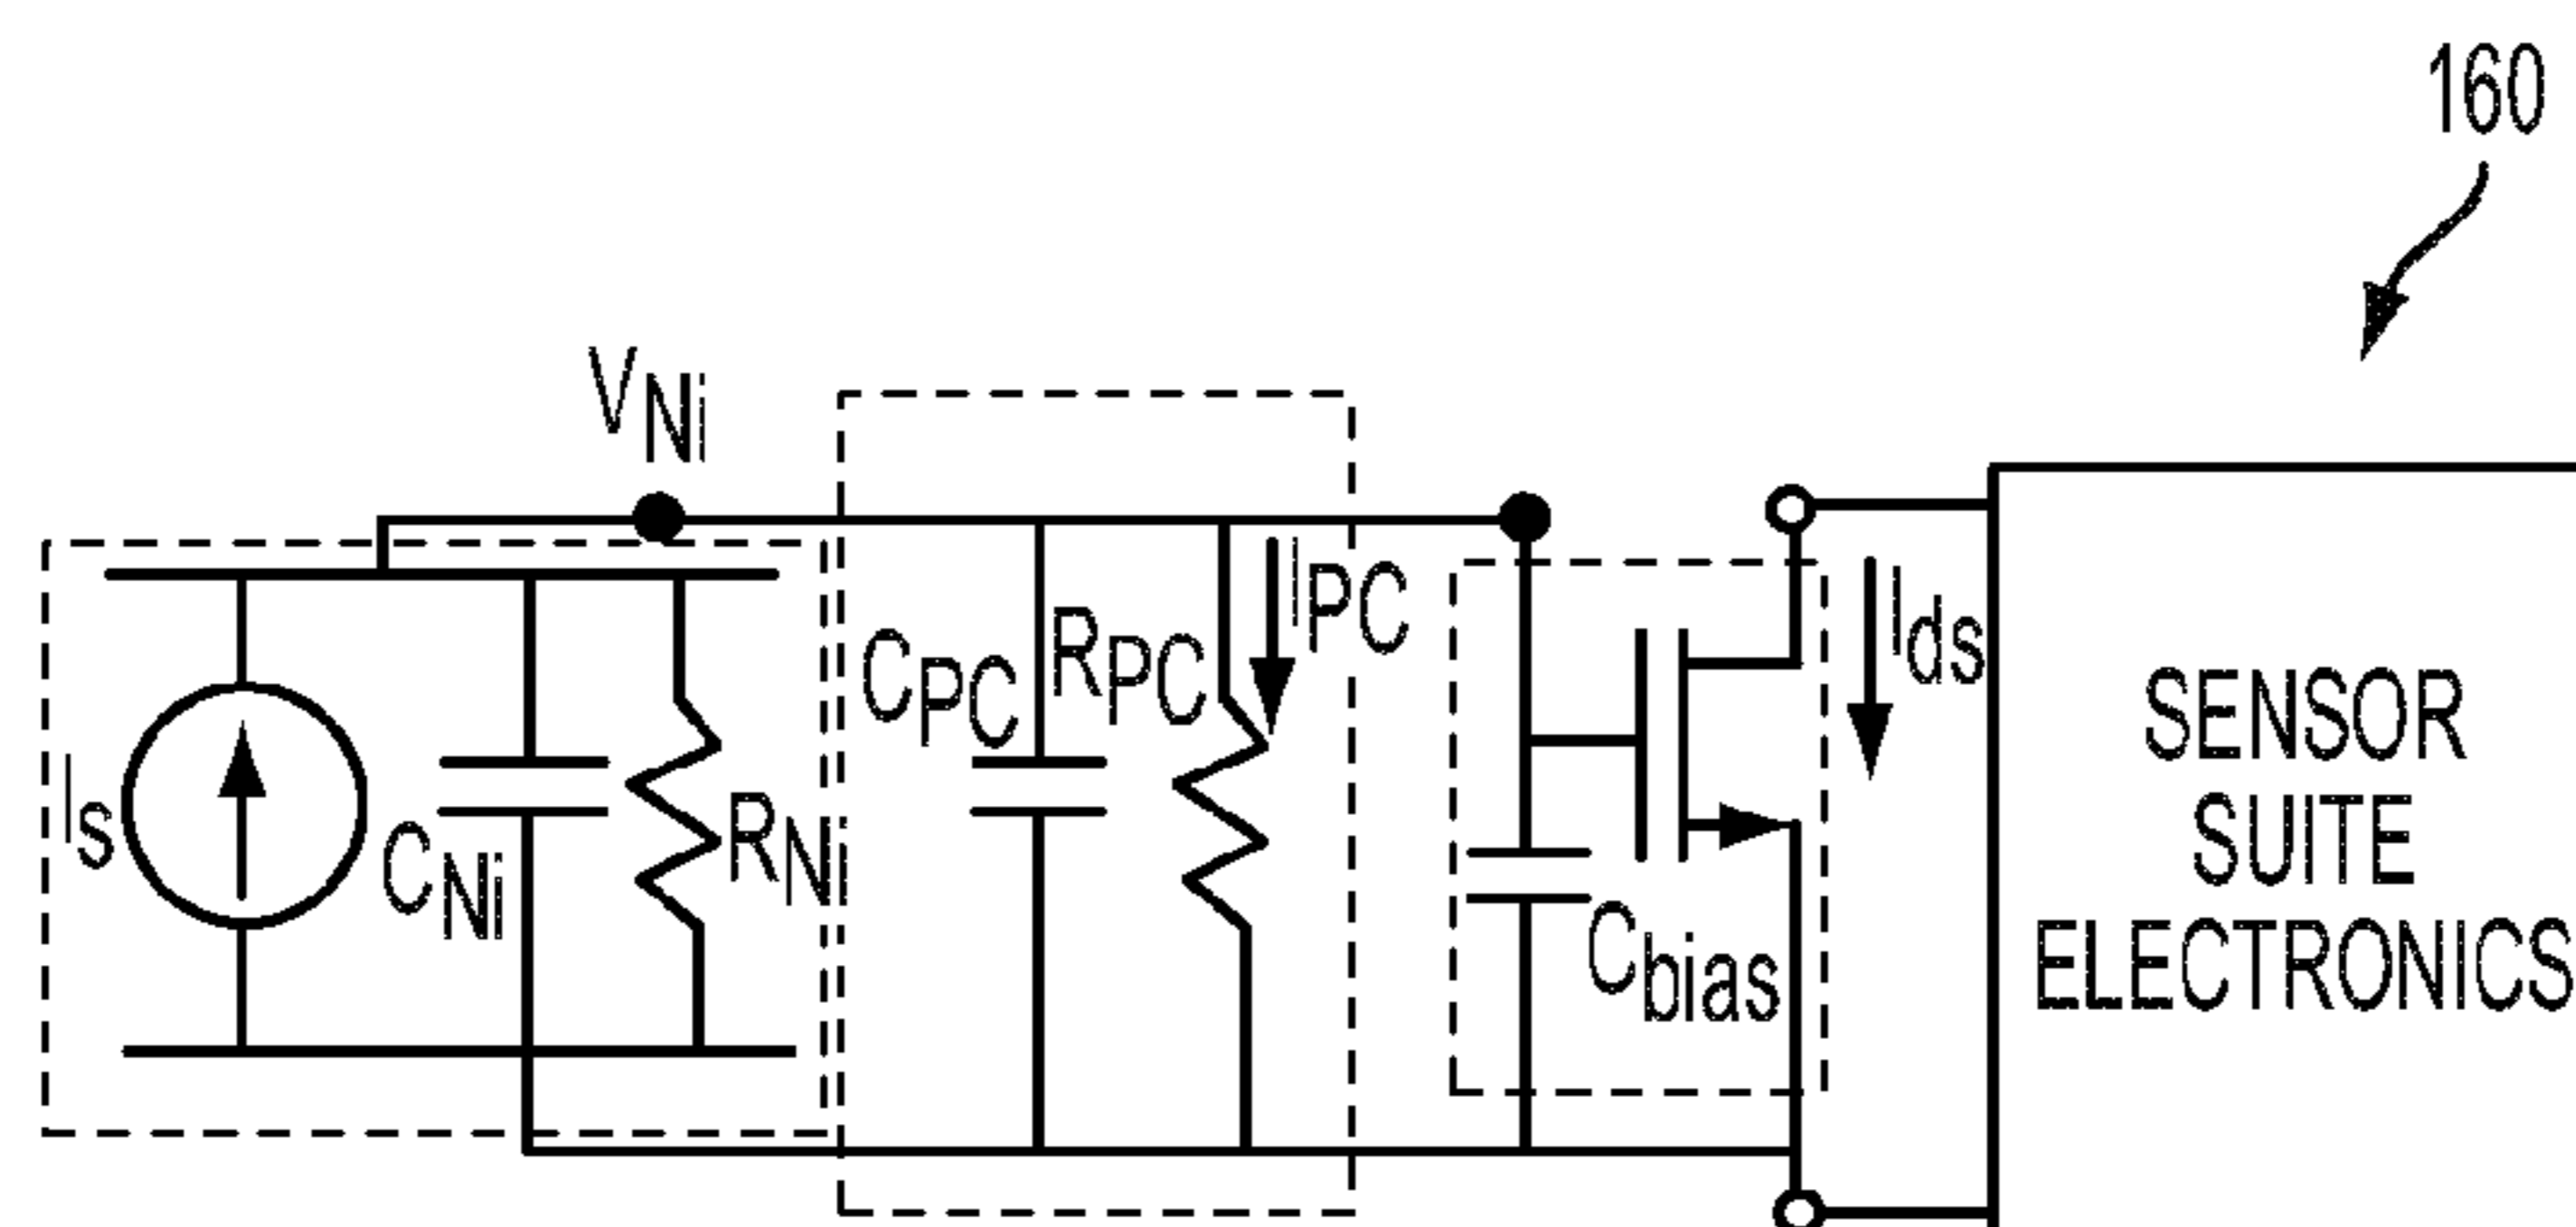 160
VNi
IS
CNi
RNi
CPC
RPC
IPC
Cbias
Ids
SENSOR
SUITE
ELECTRONICS